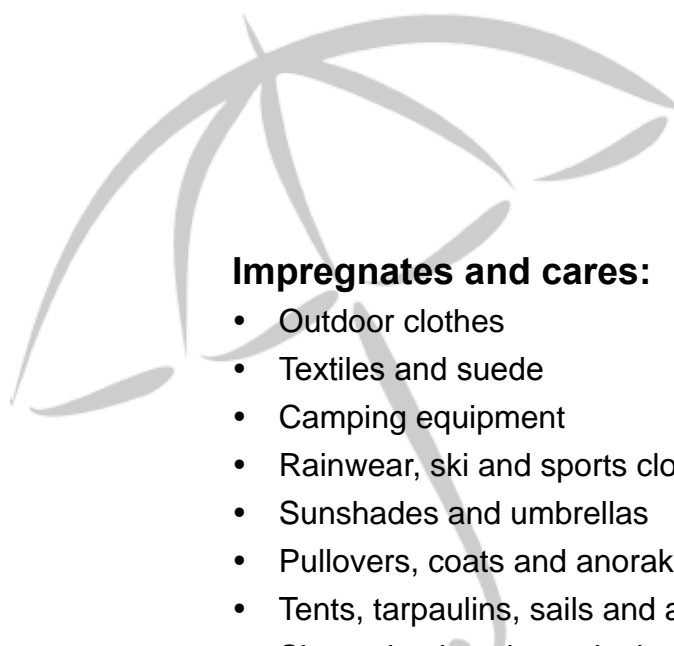 Impregnates and cares:
• Outdoor clothes
• Textiles and suede
• Camping equipment
• Rainwear, ski and sports clo
• Sunshades and umbrellas
• Pullovers, coats and anorak
• Tents, tarpaulins, sails and a